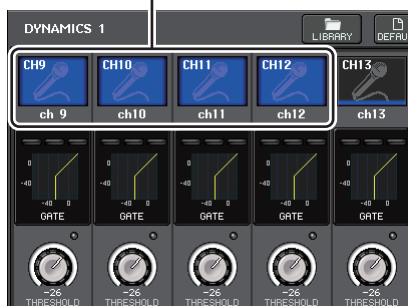 DYNAMICS 1
LIBRARY
DEFAU
CH9 CH10 CH11 CH12 CH13
ch 9 ch10 ch11 ch12 ch13
0 0 0 0 0
-40 -40 -40 -40 -40
-40 0 -40 0 -40 0 -40 0 -40 0
GATE GATE GATE GATE GATE
-26 -26 -26 -26 -26
THRESHOLD THRESHOLD THRESHOLD THRESHOLD THRESHOLD